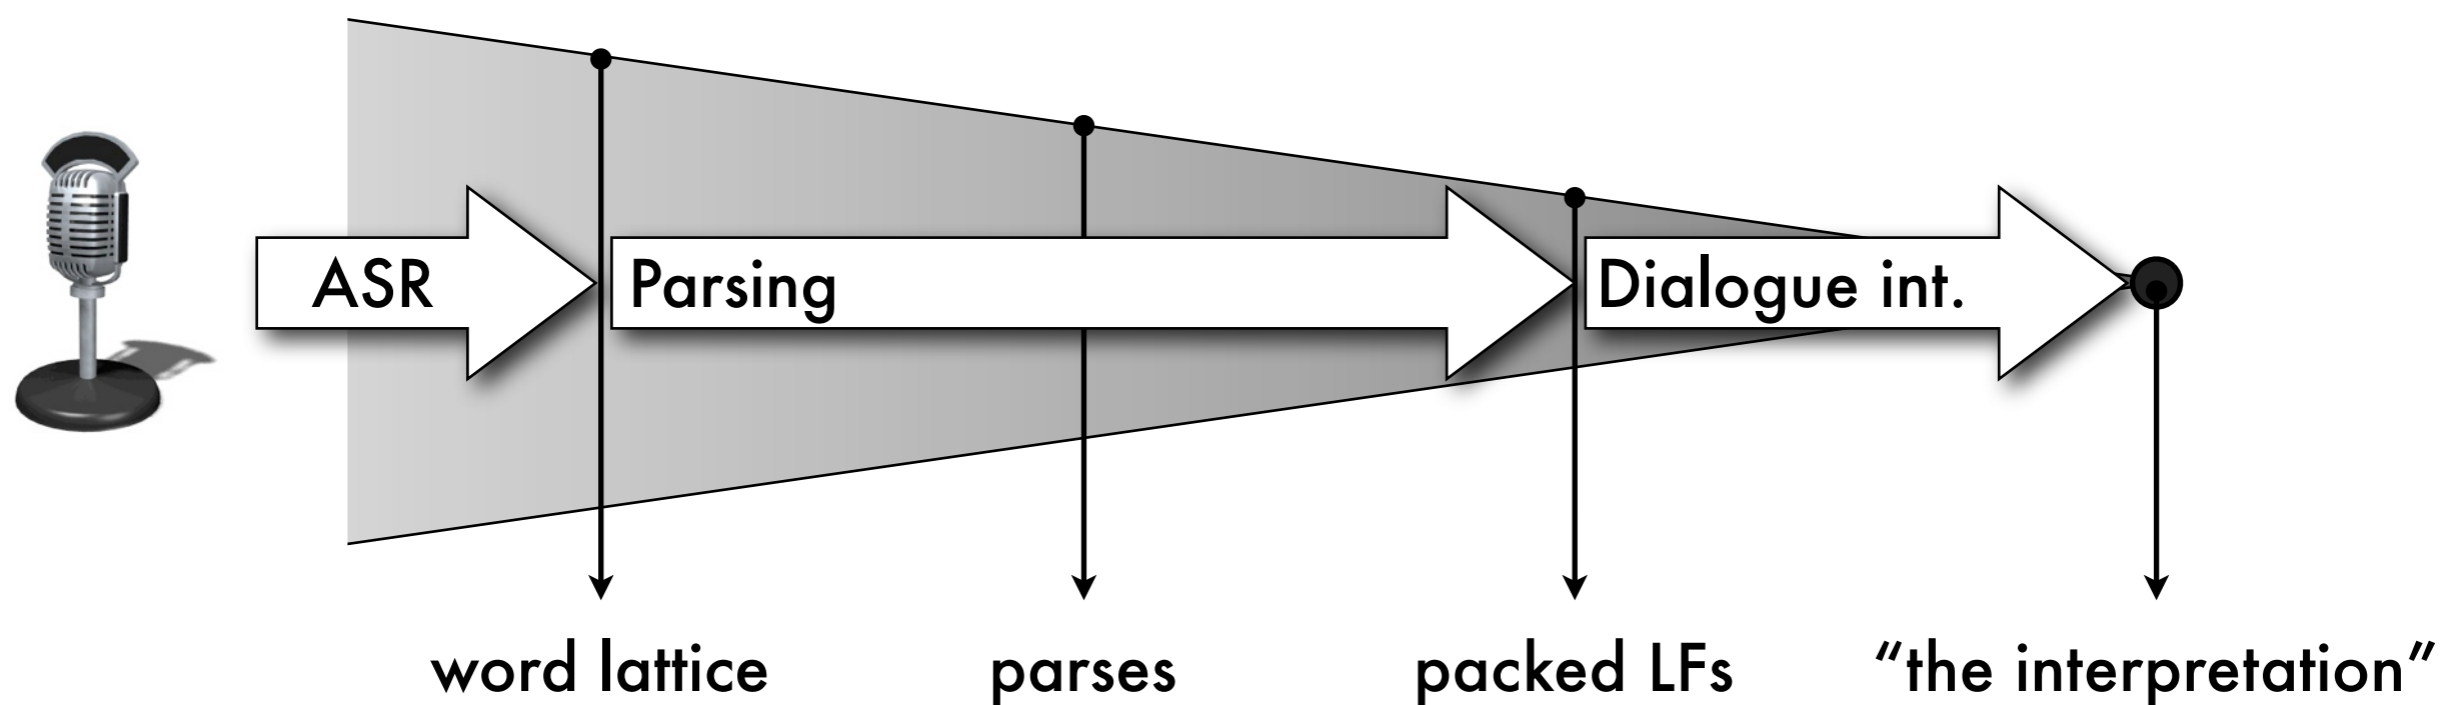 ASR
Parsing
Dialogue int.
word lattice
parses
packed LFs
“the interpretation”